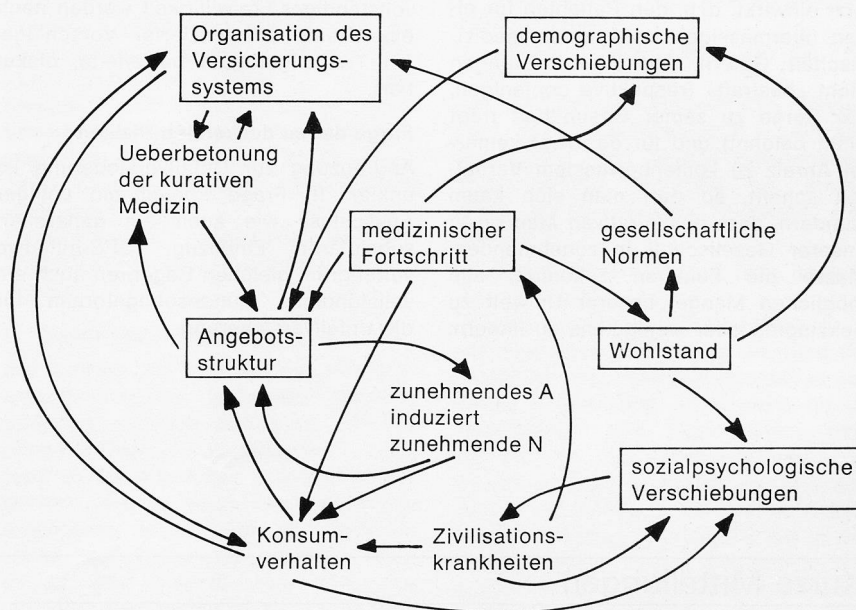 Organisation des
Versicherungs-
systems
demographische
Verschiebungen
Ueberbetonung
der kurativen
Medizin
medizinischer
Fortschritt
gesellschaftliche
Normen
Angebots-
struktur
Wohlstand
zunehmendes A
induziert
zunehmende N
sozialpsychologische
Verschiebungen
Konsum-
verhalten
Zivilisations-
krankheiten